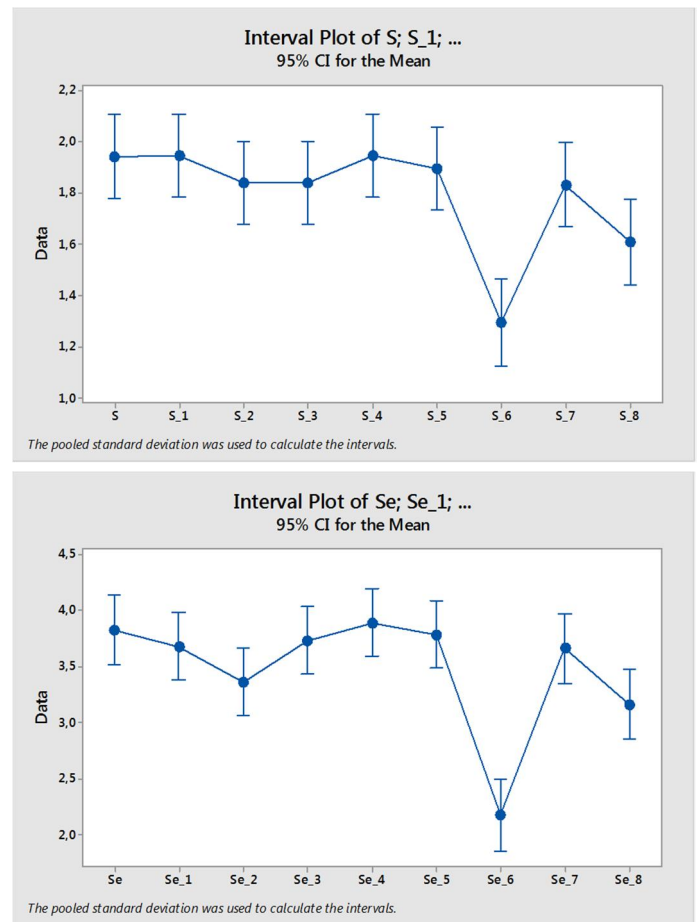 Interval Plot of S; S_1; ...
95% CI for the Mean
2,2
2,0
1,8
1,6
1,4
1,2
1,0
Data
S S_1 S_2 S_3 S_4 S_5 S_6 S_7 S_8
The pooled standard deviation was used to calculate the intervals.
Interval Plot of Se; Se_1; ...
95% CI for the Mean
4,5
4,0
3,5
3,0
2,5
2,0
Data
Se Se_1 Se_2 Se_3 Se_4 Se_5 Se_6 Se_7 Se_8
The pooled standard deviation was used to calculate the intervals.